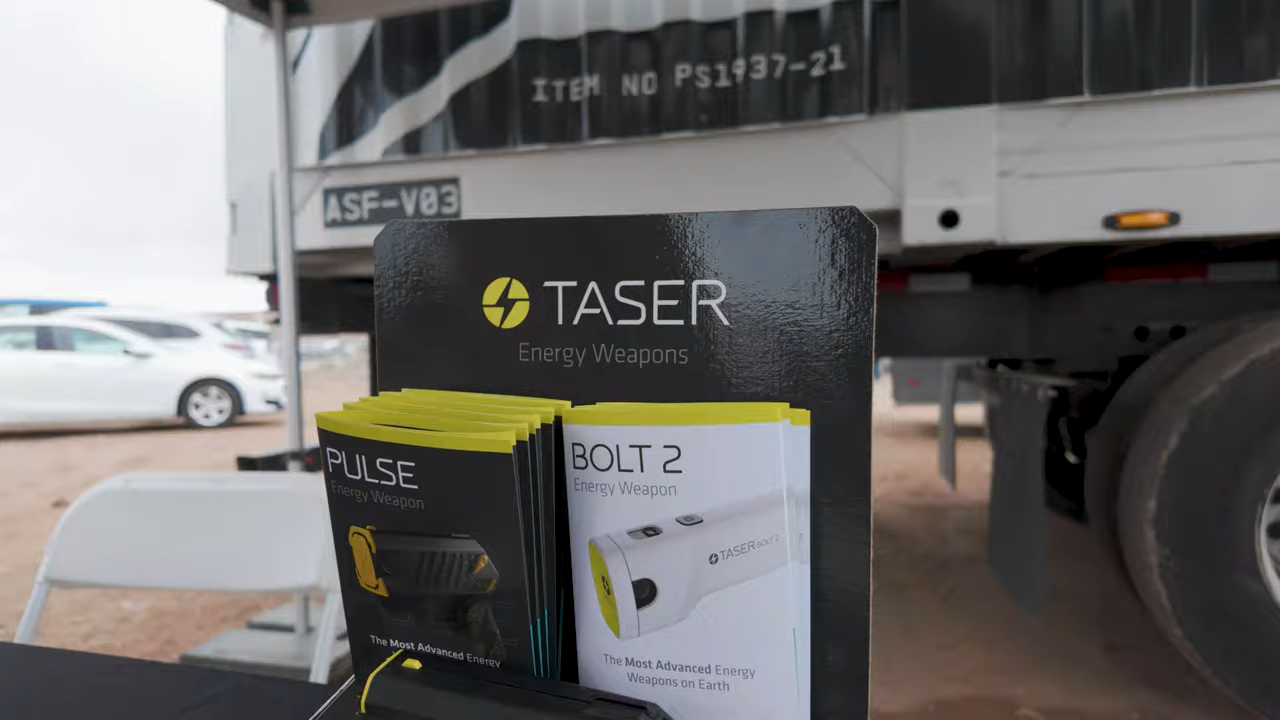 ITEM NO PS1937-21
ASF-V03
TASER
Energy Weapons
PULSE
Energy Weapon
The Most Advanced Energy
BOLT 2
Energy Weapon
TASER BOLT 2
The Most Advanced Energy
Weapons on Earth